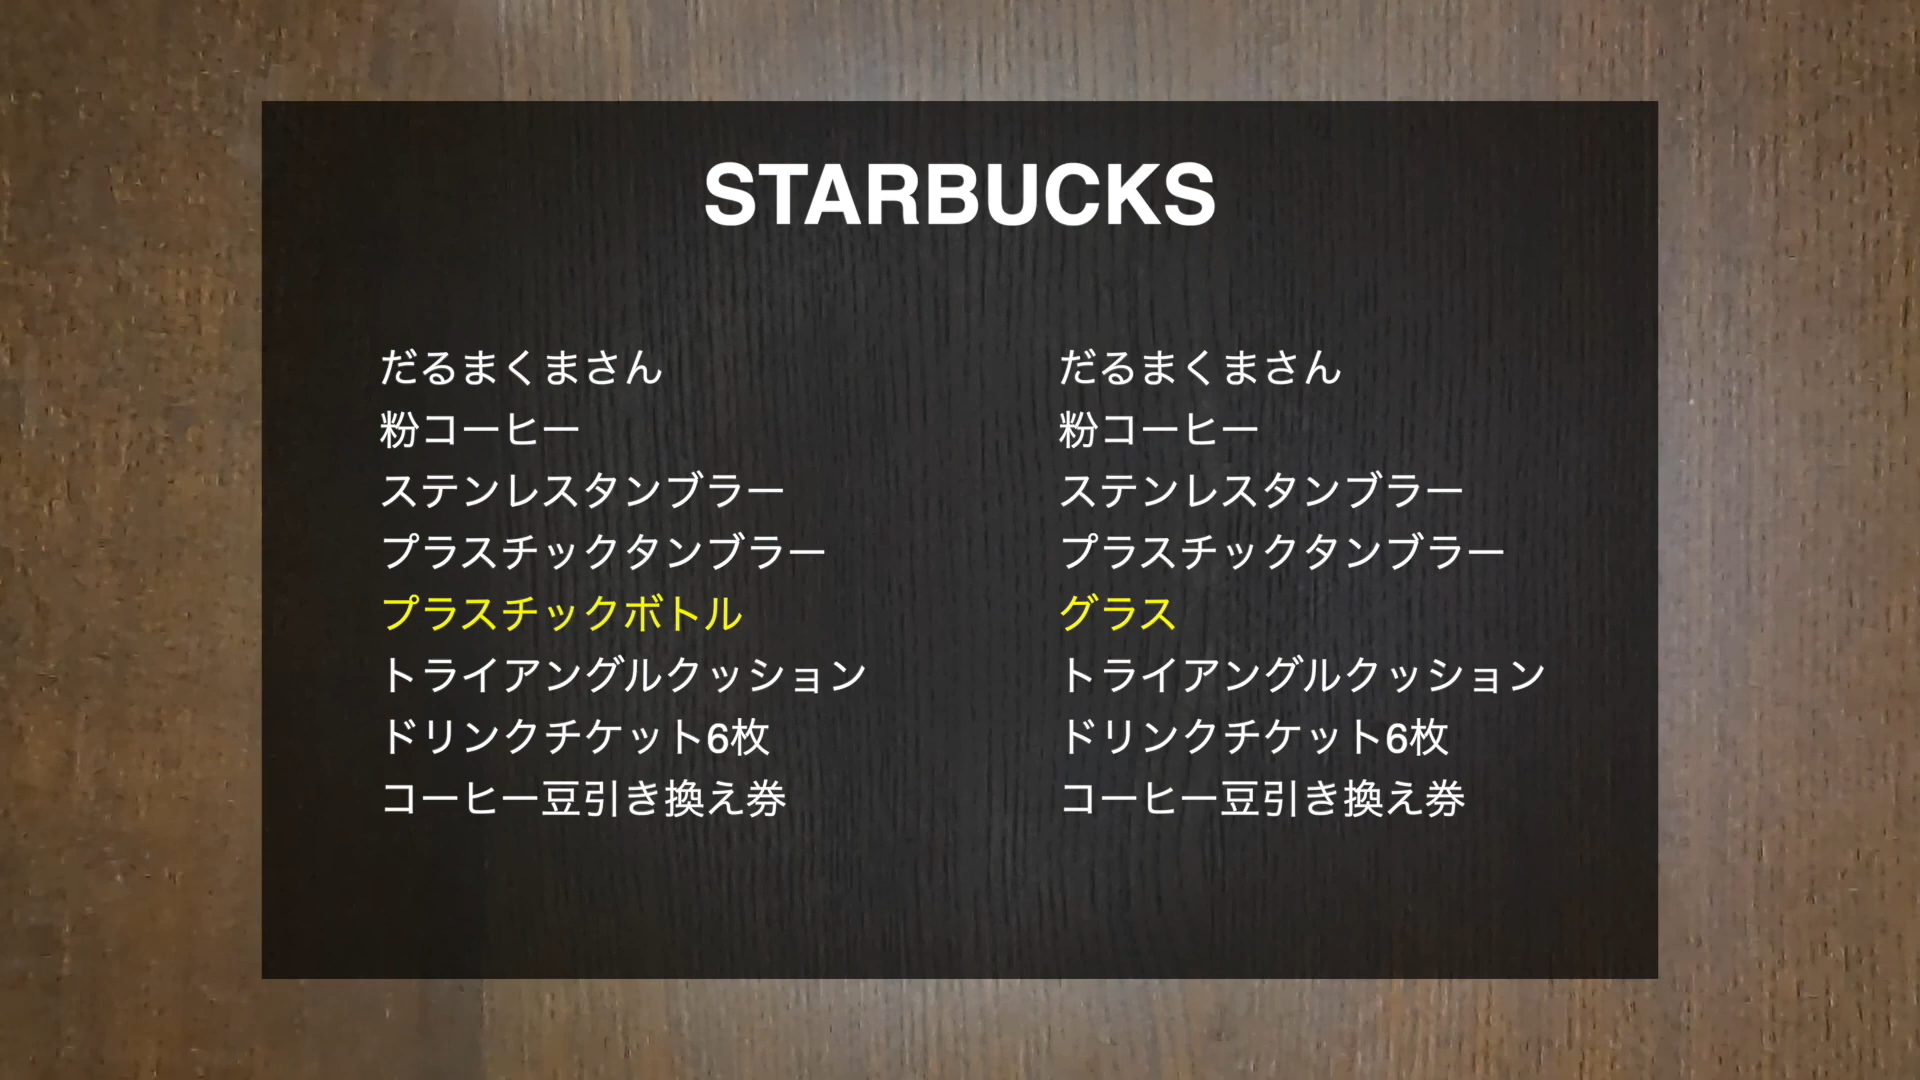 STARBUCKS
だるまくまさん
粉コーヒー
ステンレスタンブラー
プラスチックタンブラー
プラスチックボトル
トライアングルクッション
ドリンクチケット6枚
コーヒー豆引き換え券
だるまくまさん
粉コーヒー
ステンレスタンブラー
プラスチックタンブラー
グラス
トライアングルクッション
ドリンクチケット6枚
コーヒー豆引き換え券